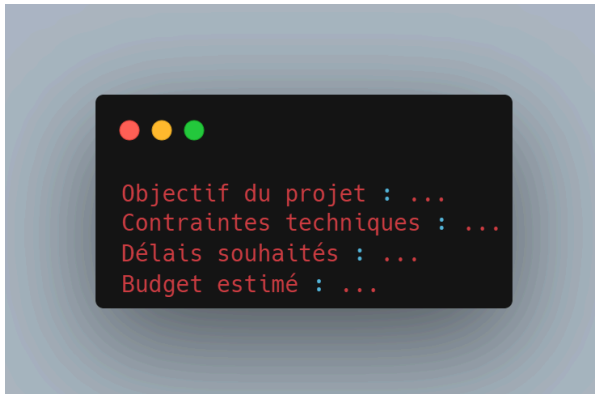 Objectif du projet : ...
Contraintes techniques : ...
Délais souhaités : ...
Budget estimé : ...